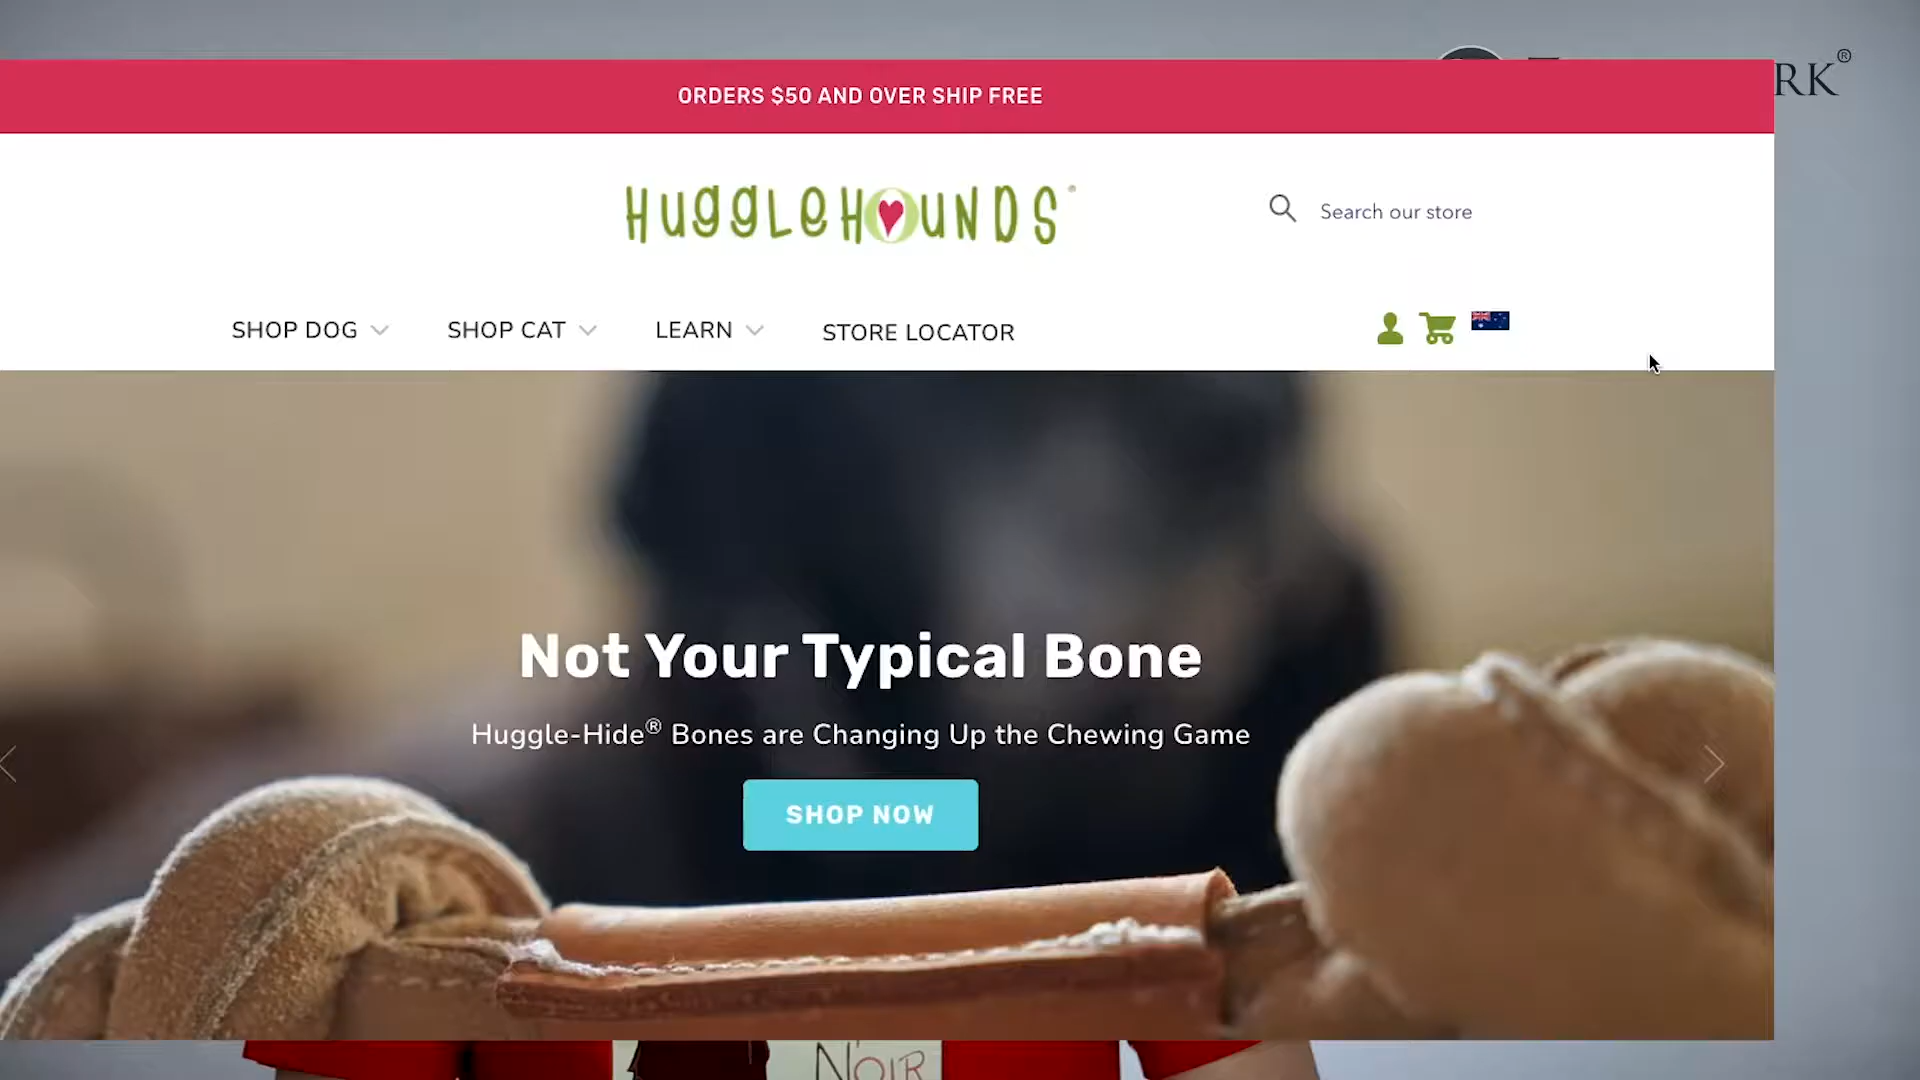 RK®
ORDERS $50 AND OVER SHIP FREE
HuggleHounds®
Search our store
SHOP DOG
SHOP CAT
LEARN
STORE LOCATOR
Not Your Typical Bone
Huggle-Hide® Bones are Changing Up the Chewing Game
SHOP NOW
NOIR